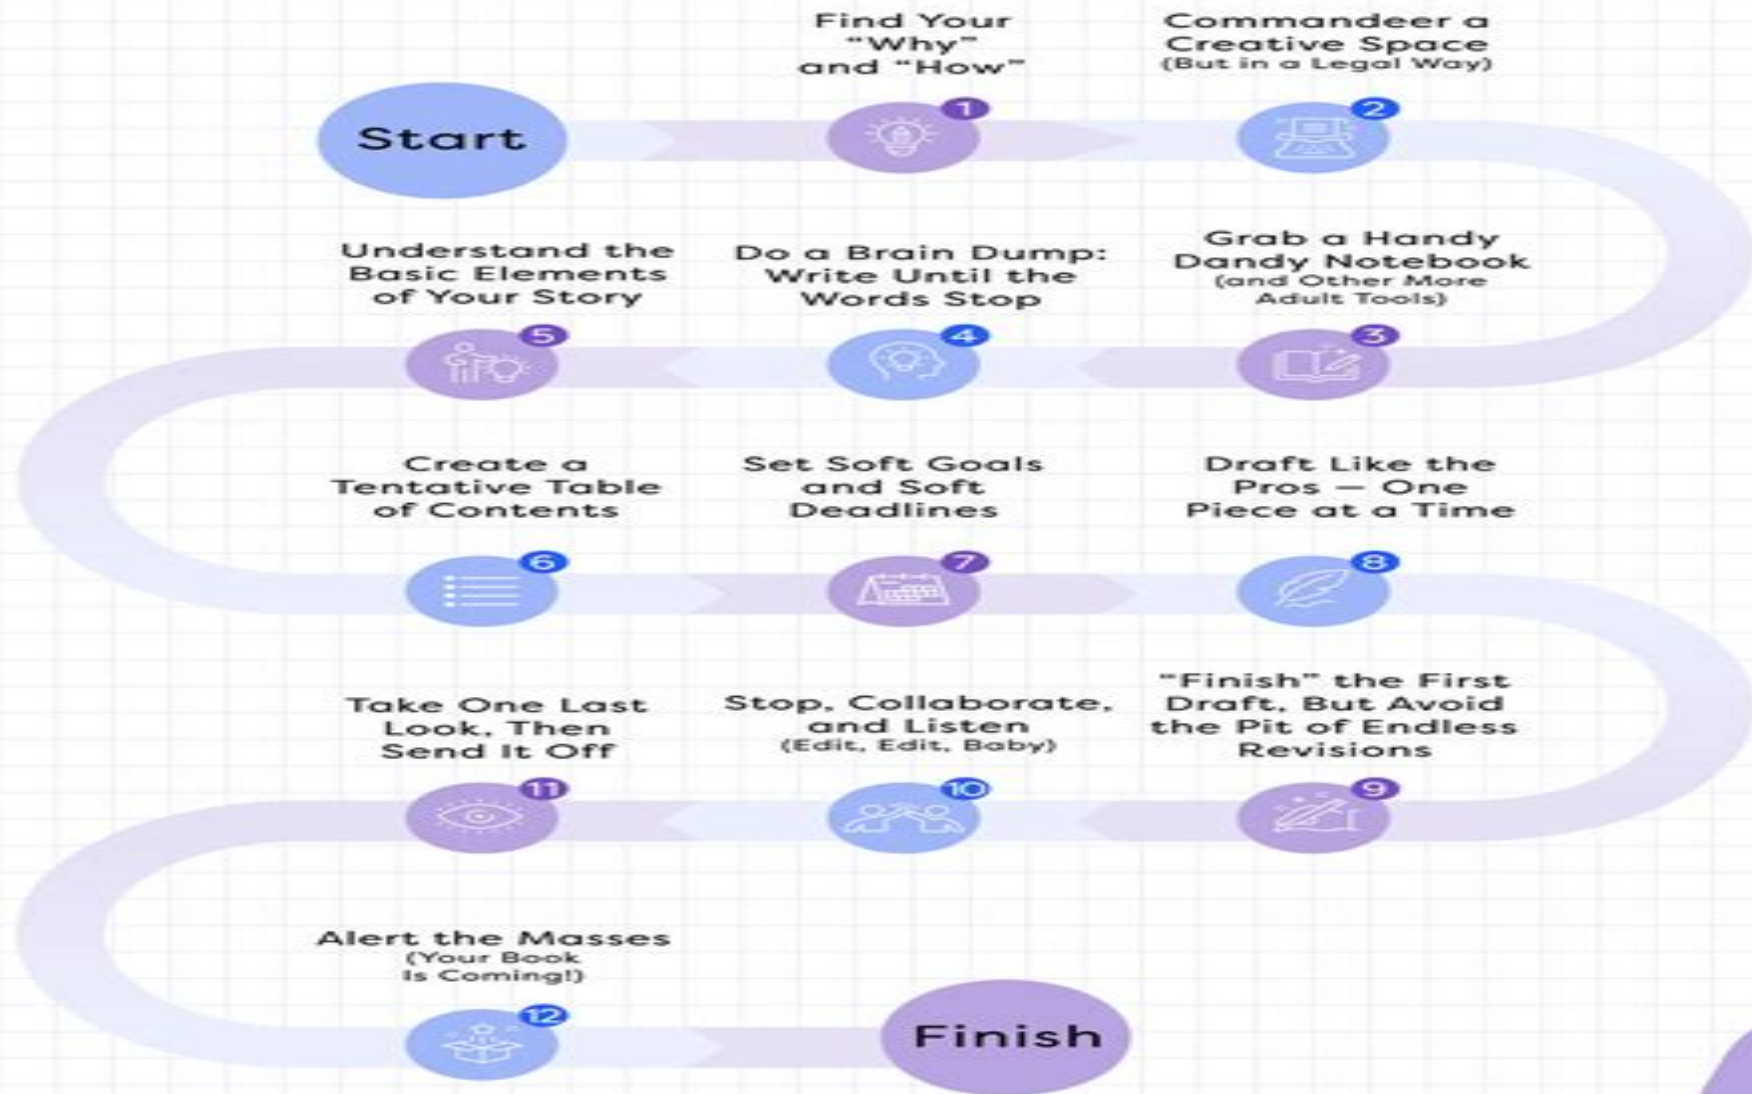 Find Your
“Why”
and “How”
Commandeer a
Creative Space
(But in a Legal Way)
Start
1
2
Grab a Handy
Dandy Notebook
(and Other More
Adult Tools)
3
Do a Brain Dump:
Write Until the
Words Stop
4
Understand the
Basic Elements
of Your Story
5
Create a
Tentative Table
of Contents
6
Set Soft Goals
and Soft
Deadlines
7
Draft Like the
Pros — One
Piece at a Time
8
“Finish” the First
Draft, But Avoid
the Pit of Endless
Revisions
9
Stop, Collaborate,
and Listen
(Edit, Edit, Baby)
10
Take One Last
Look, Then
Send It Off
11
Alert the Masses
(Your Book
Is Coming!)
12
Finish